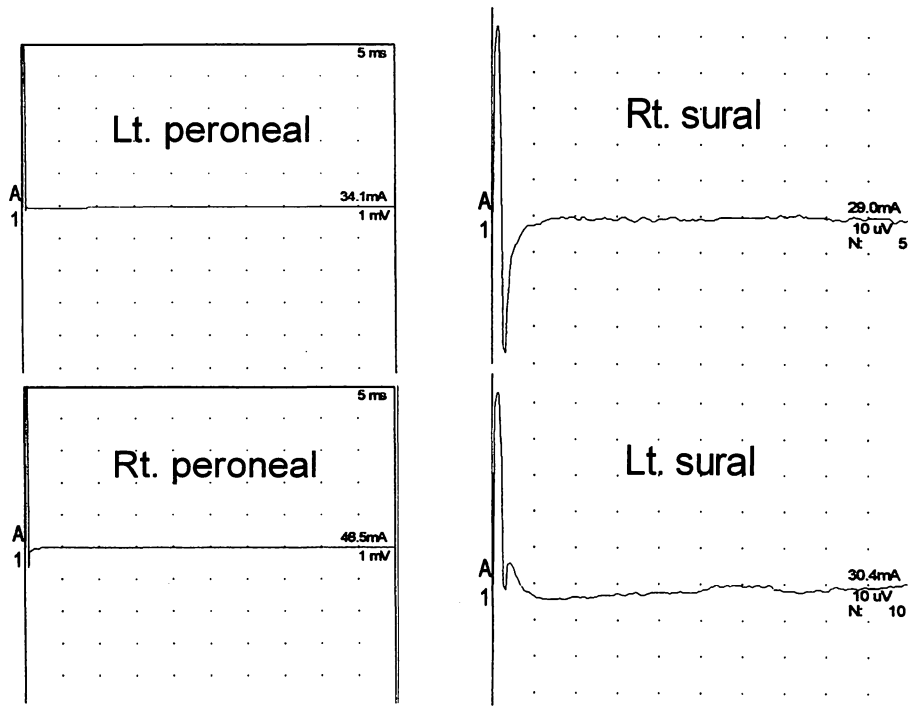 5 ms
Lt. peroneal
A
1
34.1mA
1 mV
Rt. sural
A
1
29.0mA
10 uV
N: 5
5 ms
Rt. peroneal
A
1
46.5mA
1 mV
Lt. sural
A
1
30.4mA
10 uV
N: 10